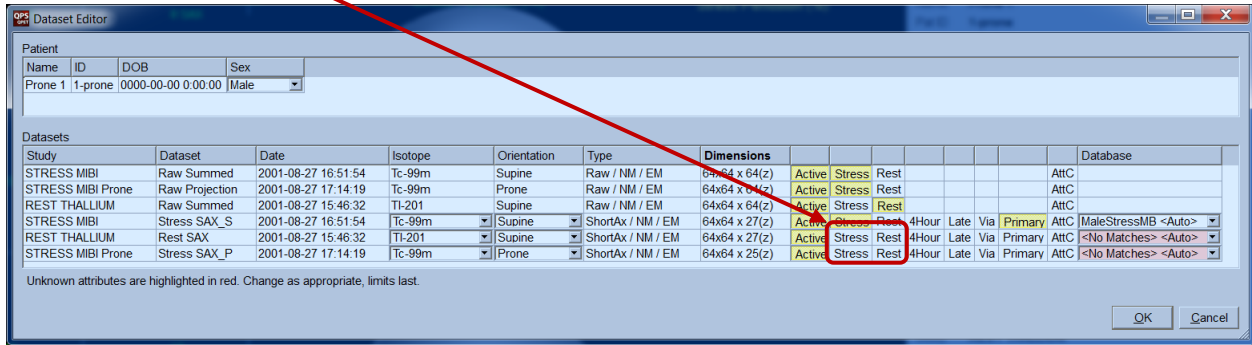 QPS QPET Dataset Editor
Patient
Name ID DOB Sex
Prone 1 1-prone 0000-00-00 0:00:00 Male
Datasets
Study Dataset Date Isotope Orientation Type Dimensions Database
STRESS MIBI Raw Summed 2001-08-27 16:51:54 Tc-99m Supine Raw / NM / EM 64x64 x 64(z) Active Stress Rest AttC
STRESS MIBI Prone Raw Projection 2001-08-27 17:14:19 Tc-99m Prone Raw / NM / EM 64x64 x 64(z) Active Stress Rest AttC
REST THALLIUM Raw Summed 2001-08-27 15:46:32 Tl-201 Supine Raw / NM / EM 64x64 x 64(z) Active Stress Rest AttC
STRESS MIBI Stress SAX_S 2001-08-27 16:51:54 Tc-99m Supine ShortAx / NM / EM 64x64 x 27(z) Active Stress Rest 4Hour Late Via Primary AttC MaleStressMB <Auto>
REST THALLIUM Rest SAX 2001-08-27 15:46:32 Tl-201 Supine ShortAx / NM / EM 64x64 x 27(z) Active Stress Rest 4Hour Late Via Primary AttC <No Matches> <Auto>
STRESS MIBI Prone Stress SAX_P 2001-08-27 17:14:19 Tc-99m Prone ShortAx / NM / EM 64x64 x 25(z) Active Stress Rest 4Hour Late Via Primary AttC <No Matches> <Auto>
Unknown attributes are highlighted in red. Change as appropriate, limits last.
OK Cancel